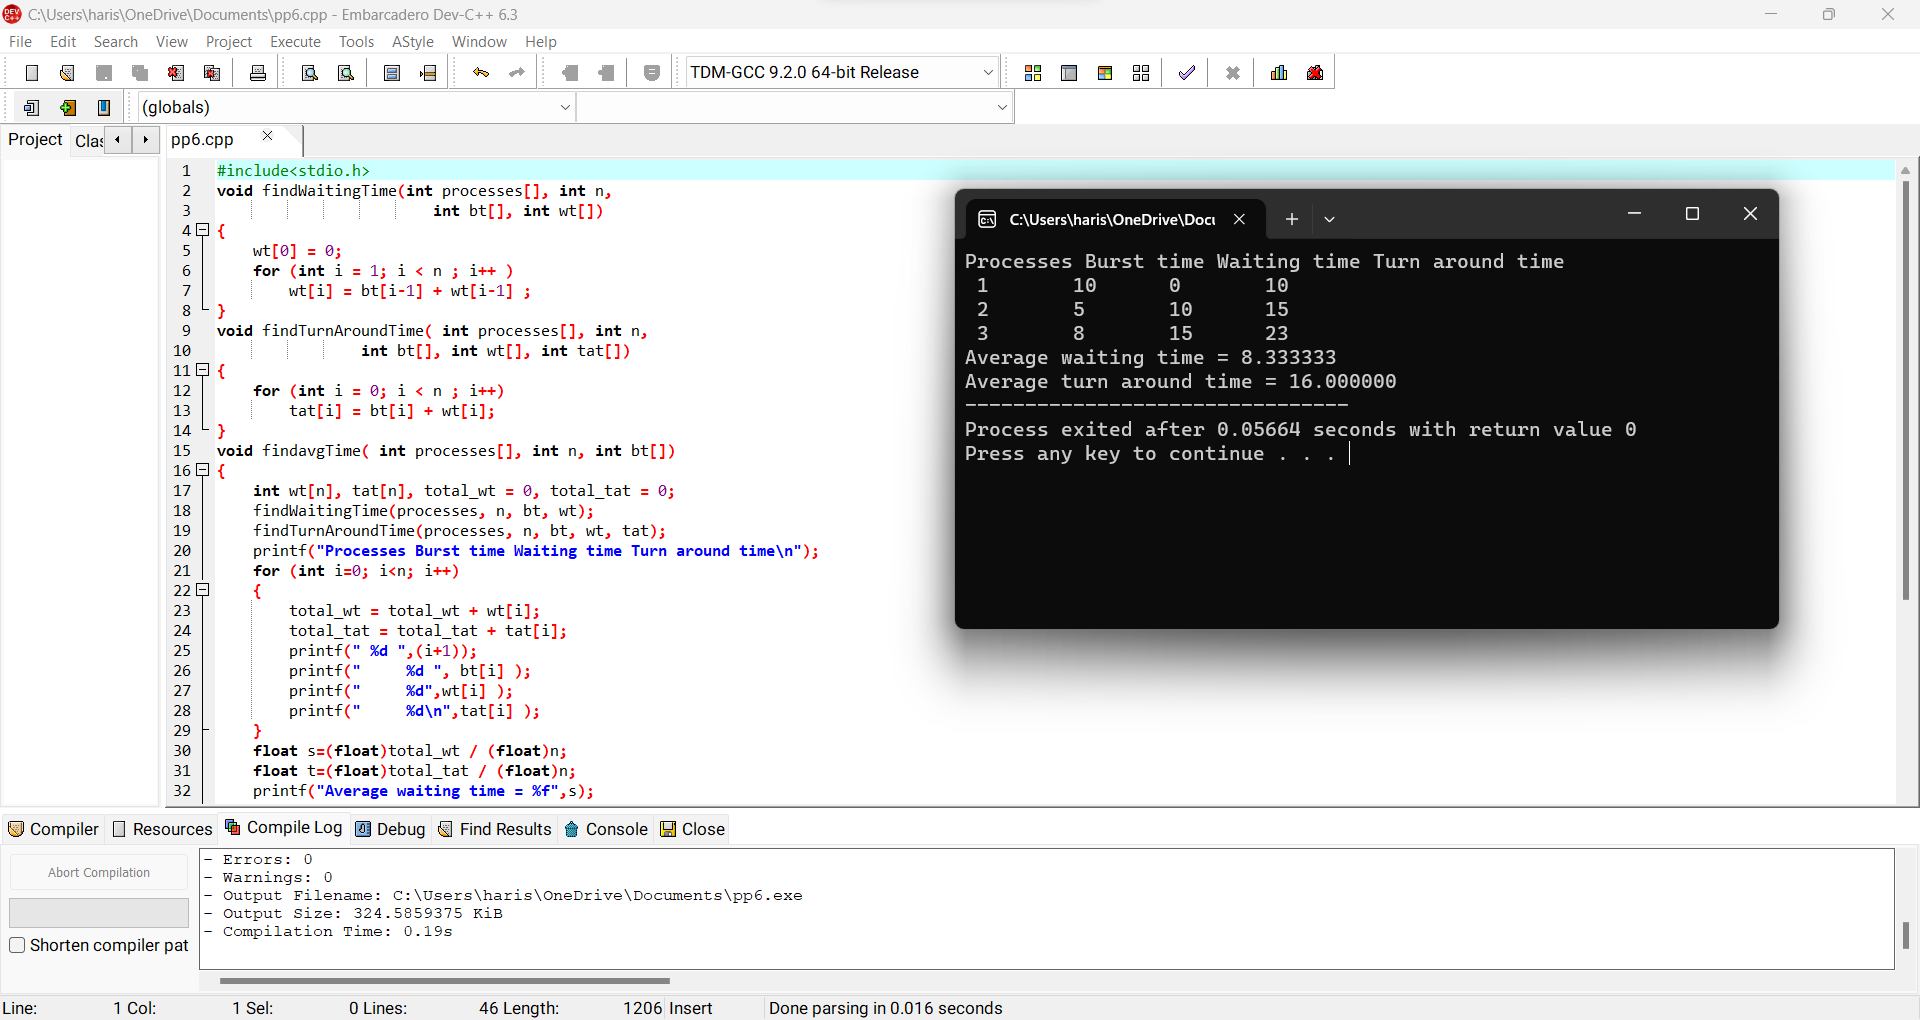 C:\Users\haris\OneDrive\Documents\pp6.cpp - Embarcadero Dev-C++ 6.3
File Edit Search View Project Execute Tools AStyle Window Help
TDM-GCC 9.2.0 64-bit Release
(globals)
Project Clas pp6.cpp
1 #include<stdio.h>
2 void findWaitingTime(int processes[], int n,
3 int bt[], int wt[])
4 {
5 wt[0] = 0;
6 for (int i = 1; i < n ; i++ )
7 wt[i] = bt[i-1] + wt[i-1] ;
8 }
9 void findTurnAroundTime( int processes[], int n,
10 int bt[], int wt[], int tat[])
11 {
12 for (int i = 0; i < n ; i++)
13 tat[i] = bt[i] + wt[i];
14 }
15 void findavgTime( int processes[], int n, int bt[])
16 {
17 int wt[n], tat[n], total_wt = 0, total_tat = 0;
18 findWaitingTime(processes, n, bt, wt);
19 findTurnAroundTime(processes, n, bt, wt, tat);
20 printf("Processes Burst time Waiting time Turn around time\n");
21 for (int i=0; i<n; i++)
22 {
23 total_wt = total_wt + wt[i];
24 total_tat = total_tat + tat[i];
25 printf(" %d ",(i+1));
26 printf("     %d ", bt[i] );
27 printf("     %d",wt[i] );
28 printf("     %d\n",tat[i] );
29 }
30 float s=(float)total_wt / (float)n;
31 float t=(float)total_tat / (float)n;
32 printf("Average waiting time = %f",s);
C:\Users\haris\OneDrive\Docu
Processes Burst time Waiting time Turn around time
1 10 0 10
2 5 10 15
3 8 15 23
Average waiting time = 8.333333
Average turn around time = 16.000000
--------------------------------
Process exited after 0.05664 seconds with return value 0
Press any key to continue . . .
Compiler Resources Compile Log Debug Find Results Console Close
Abort Compilation
Shorten compiler pat
- Errors: 0
- Warnings: 0
- Output Filename: C:\Users\haris\OneDrive\Documents\pp6.exe
- Output Size: 324.5859375 KiB
- Compilation Time: 0.19s
Line: 1 Col: 1 Sel: 0 Lines: 46 Length: 1206 Insert Done parsing in 0.016 seconds